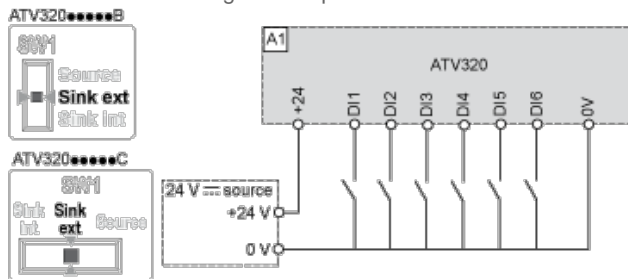 ATV320●●●●●B
SW1
Source
Sink ext
Sink int
A1
ATV320
+24
DI1
DI2
DI3
DI4
DI5
DI6
0V
ATV320●●●●●C
SW1
Sink int
Sink ext
Source
24 V ⎓ source
+24 V
0 V